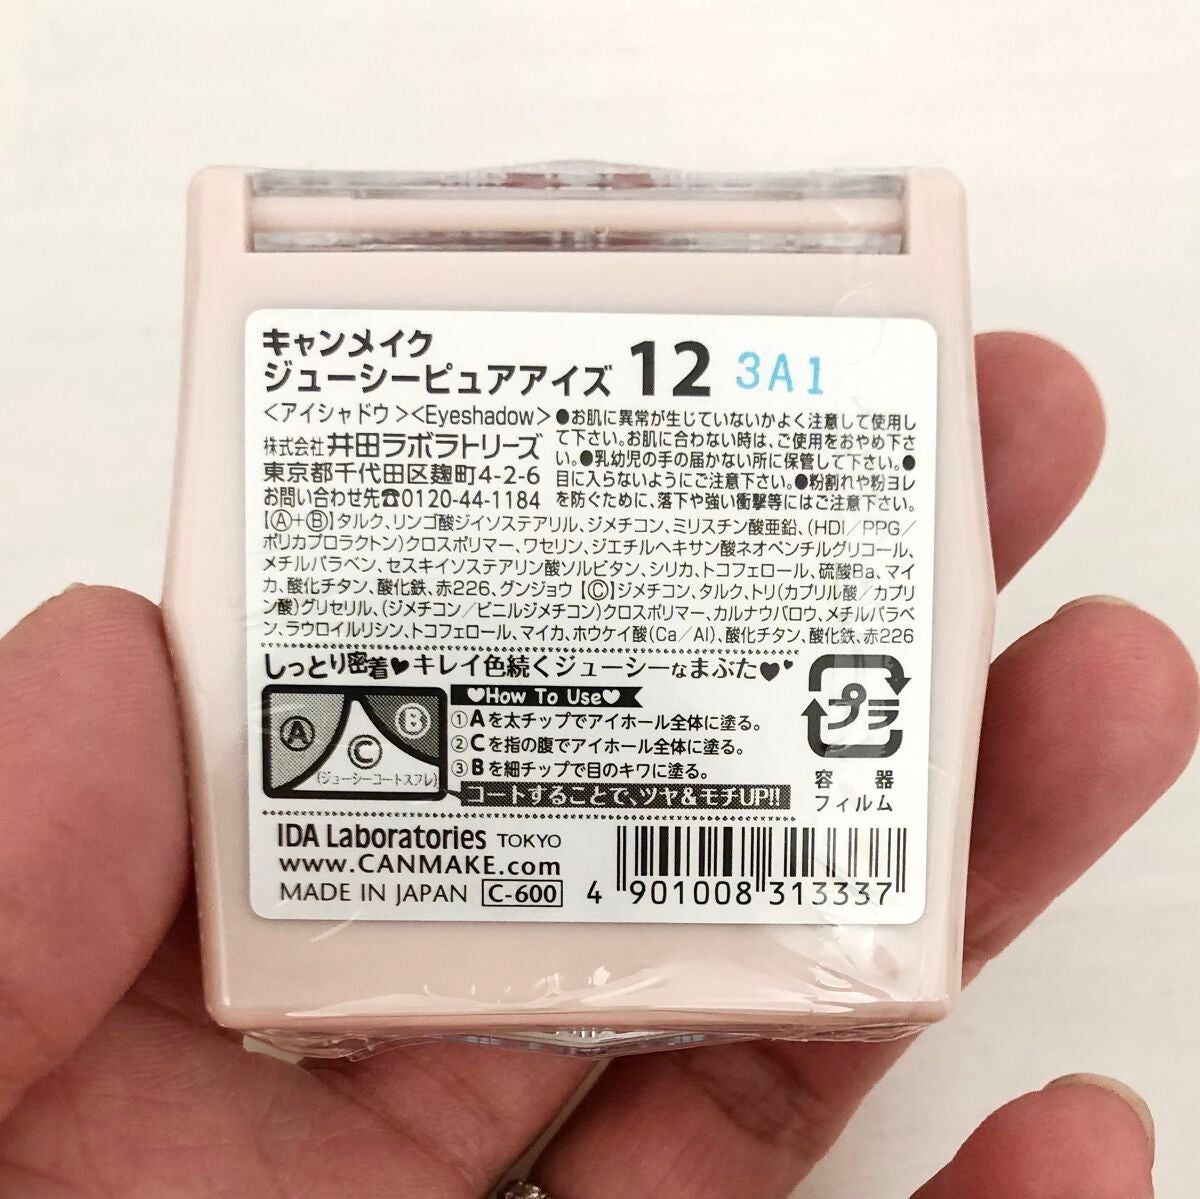 キャンメイク
ジューシーピュアアイズ 12 3A1
<アイシャドウ><Eyeshadow>
株式会社 井田ラボラトリーズ
東京都千代田区麹町4-2-6
お問い合わせ先☎0120-44-1184
●お肌に異常が生じていないかよく注意して使用し
て下さい。お肌に合わない時は、ご使用をおやめ下さ
い。●乳幼児の手の届かない所に保管して下さい。●
目に入らないようにご注意下さい。●粉割れや粉ヨレ
を防ぐために、落下や強い衝撃等にはご注意下さい。
【Ⓐ+Ⓑ】タルク、リンゴ酸ジイソステアリル、ジメチコン、ミリスチン酸亜鉛、(HDI/PPG/
ポリカプロラクトン)クロスポリマー、ワセリン、ジエチルヘキサン酸ネオペンチルグリコール、
メチルパラベン、セスキイソステアリン酸ソルビタン、シリカ、トコフェロール、硫酸Ba、マイ
カ、酸化チタン、酸化鉄、赤226、グンジョウ 【Ⓒ】ジメチコン、タルク、トリ(カプリル酸/カプリ
ン酸)グリセリル、(ジメチコン/ビニルジメチコン)クロスポリマー、カルナウバロウ、メチルパラベ
ン、ラウロイルリシン、トコフェロール、マイカ、ホウケイ酸(Ca/Al)、酸化チタン、酸化鉄、赤226
しっとり密着♥キレイ色続くジューシーなまぶた♥♥
Ⓐ Ⓑ
Ⓒ
(ジューシーコートスフレ)
♥How To Use♥
①Aを太チップでアイホール全体に塗る。
②Cを指の腹でアイホール全体に塗る。
③Bを細チップで目のキワに塗る。
コートすることで、ツヤ&モチUP!!
プラ
容器
フィルム
IDA Laboratories TOKYO
www.CANMAKE.com
MADE IN JAPAN C-600
4 901008 313337